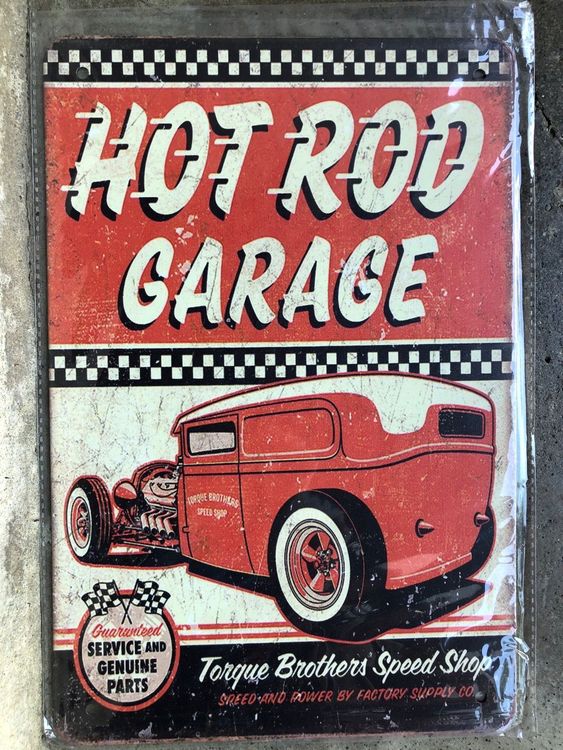 HOT ROD
GARAGE
TORQUE BROTHERS'
SPEED SHOP
Guaranteed
SERVICE AND
GENUINE
PARTS
Torque Brothers' Speed Shop
SPEED AND POWER BY FACTORY SUPPLY CO.